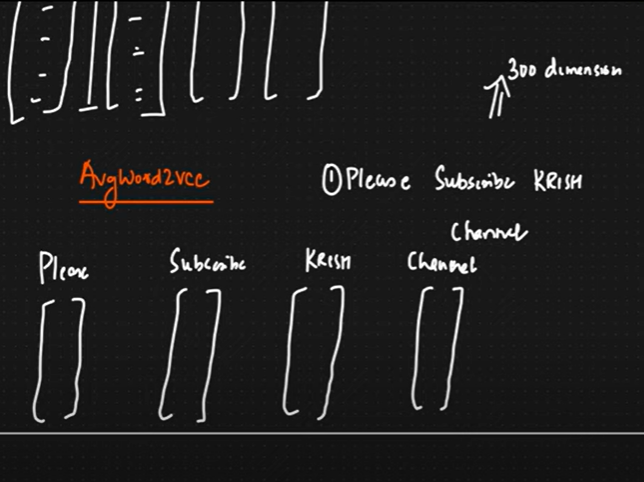 300 dimension
AvgWord2vec
① Please Subscribe KRISH
Channel
Please Subscribe KRISH Channel